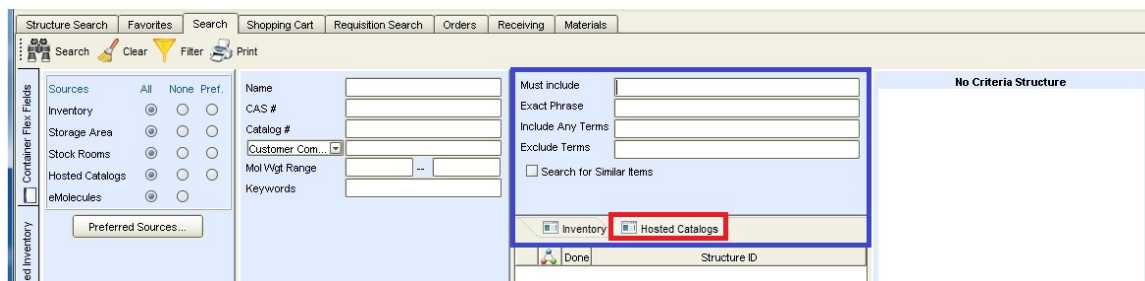 Structure Search Favorites Search Shopping Cart Requisition Search Orders Receiving Materials
Search Clear Filter Print
Container Flex Fields
ed Inventory
Sources All None Pref.
Inventory
Storage Area
Stock Rooms
Hosted Catalogs
eMolecules
Preferred Sources...
Name
CAS #
Catalog #
Customer Com...
Mol Wgt Range --
Keywords
Must include
Exact Phrase
Include Any Terms
Exclude Terms
Search for Similar Items
Inventory Hosted Catalogs
Done Structure ID
No Criteria Structure